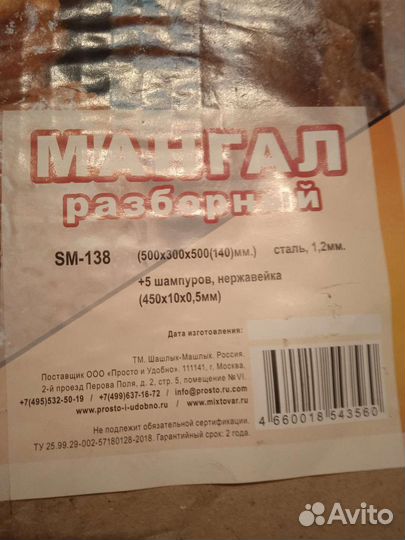 МАНГАЛ
разборный
SM-138 (500х300х500(140)мм.) сталь, 1,2мм.
+5 шампуров, нержавейка
(450х10х0,5мм)
Дата изготовления:
ТМ. Шашлык-Машлык. Россия.
Поставщик ООО «Просто и Удобно». 111141, г. Москва,
2-й проезд Перова Поля, д. 2, стр. 5, помещение №VI.
+7(495)532-50-19 / +7(499)637-16-72 / info@prosto.ru.com
www.prosto-i-udobno.ru / www.mixtovar.ru
Не подлежит обязательной сертификации.
ТУ 25.99.29-002-57180128-2018. Гарантийный срок: 2 года.
4 660018 543560
Avito